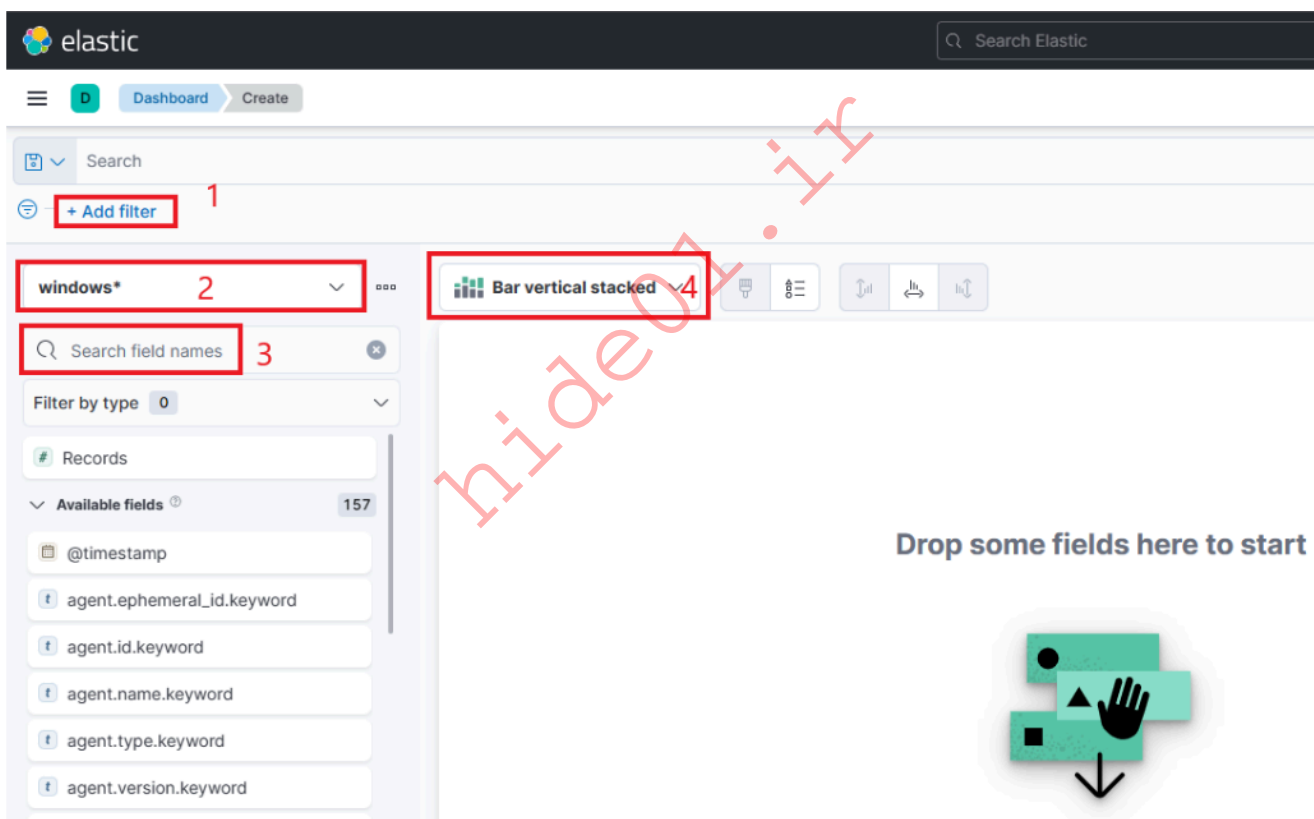 elastic
Search Elastic
D
Dashboard
Create
Search
1
+ Add filter
windows*
2
4
Bar vertical stacked
Search field names
3
Filter by type 0
# Records
Available fields ? 157
@timestamp
t agent.ephemeral_id.keyword
t agent.id.keyword
t agent.name.keyword
t agent.type.keyword
t agent.version.keyword
Drop some fields here to start
hide01.ir